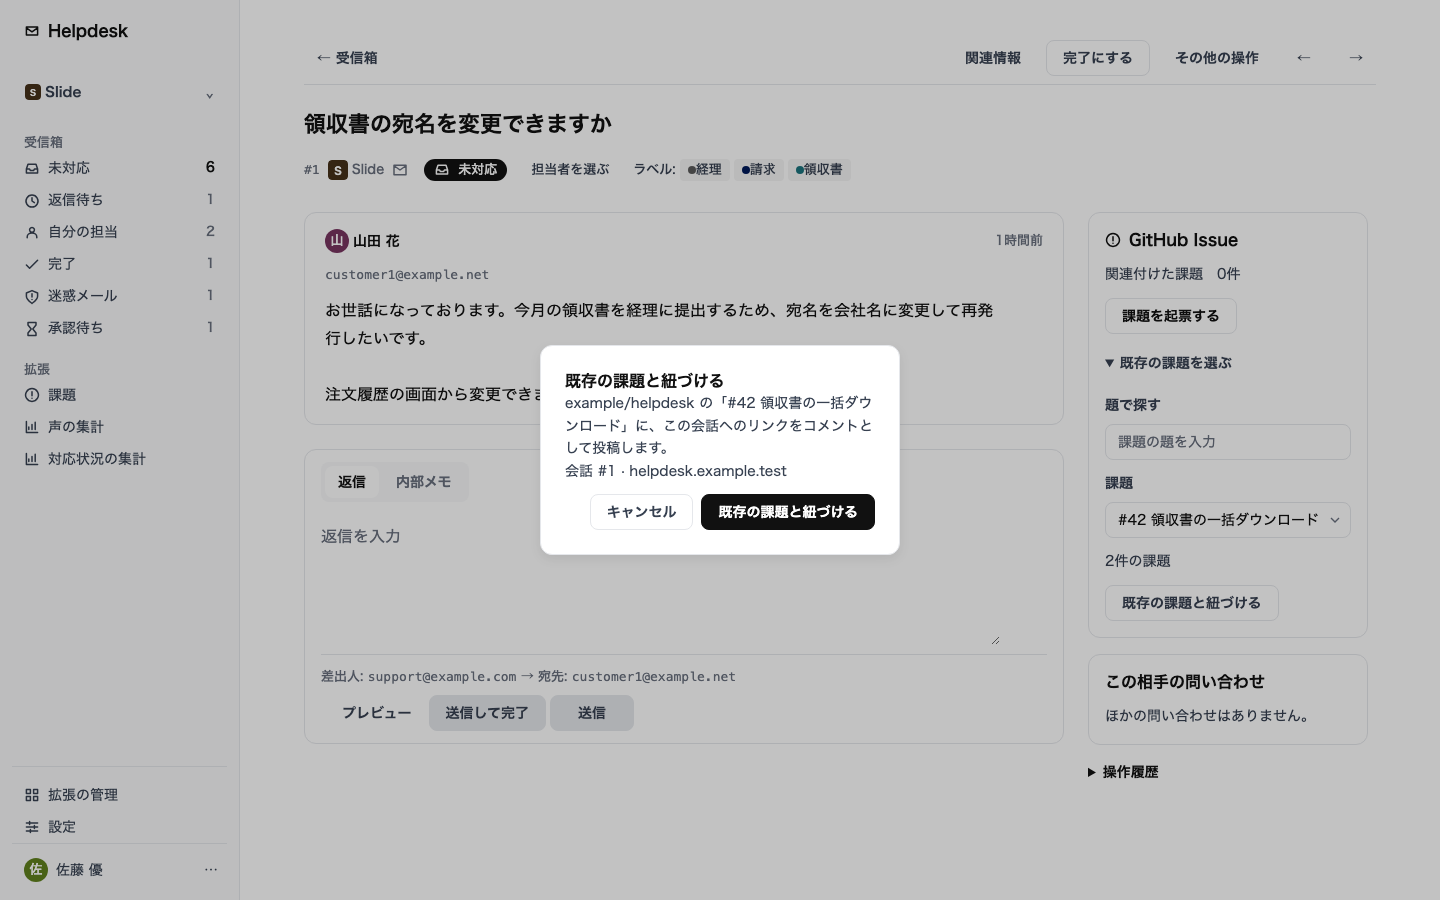 Helpdesk
S Slide
受信箱
未対応 6
返信待ち 1
自分の担当 2
完了 1
迷惑メール 1
承認待ち 1
拡張
課題
声の集計
対応状況の集計
拡張の管理
設定
佐 佐藤 優 …
← 受信箱
関連情報 完了にする その他の操作 ← →
領収書の宛名を変更できますか
#1 S Slide 未対応 担当者を選ぶ ラベル: 経理 請求 領収書
山 山田 花 1時間前
customer1@example.net
お世話になっております。今月の領収書を経理に提出するため、宛名を会社名に変更して再発
行したいです。
注文履歴の画面から変更できま
既存の課題と紐づける
example/helpdesk の「#42 領収書の一括ダウ
ンロード」に、この会話へのリンクをコメントと
して投稿します。
会話 #1 · helpdesk.example.test
キャンセル 既存の課題と紐づける
返信 内部メモ
返信を入力
差出人: support@example.com → 宛先: customer1@example.net
プレビュー 送信して完了 送信
GitHub Issue
関連付けた課題 0件
課題を起票する
▼ 既存の課題を選ぶ
題で探す
課題の題を入力
課題
#42 領収書の一括ダウンロード
2件の課題
既存の課題と紐づける
この相手の問い合わせ
ほかの問い合わせはありません。
▶ 操作履歴